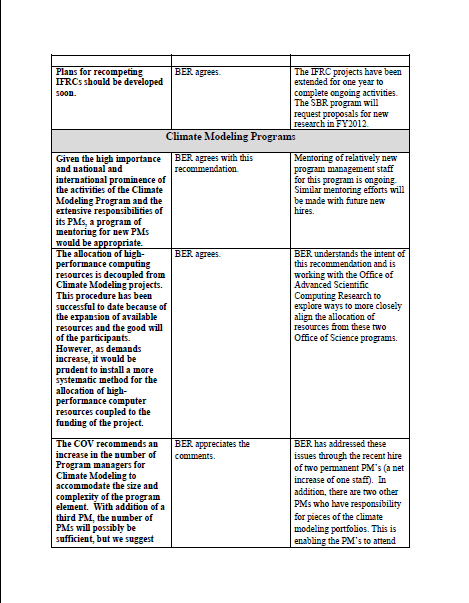 Plans for recompeting
IFRCs should be developed
soon.
BER agrees.
The IFRC projects have been
extended for one year to
complete ongoing activities.
The SBR program will
request proposals for new
research in FY2012.
Climate Modeling Programs
Given the high importance
and national and
international prominence of
the activities of the Climate
Modeling Program and the
extensive responsibilities of
its PMs, a program of
mentoring for new PMs
would be appropriate.
BER agrees with this
recommendation.
Mentoring of relatively new
program management staff
for this program is ongoing.
Similar mentoring efforts will
be made with future new
hires.
The allocation of high-
performance computing
resources is decoupled from
Climate Modeling projects.
This procedure has been
successful to date because of
the expansion of available
resources and the good will
of the participants.
However, as demands
increase, it would be
prudent to install a more
systematic method for the
allocation of high-
performance computer
resources coupled to the
funding of the project.
BER agrees.
BER understands the intent of
this recommendation and is
working with the Office of
Advanced Scientific
Computing Research to
explore ways to more closely
align the allocation of
resources from these two
Office of Science programs.
The COV recommends an
increase in the number of
Program managers for
Climate Modeling to
accommodate the size and
complexity of the program
element.  With addition of a
third PM, the number of
PMs will possibly be
sufficient, but we suggest
BER appreciates the
comments.
BER has addressed these
issues through the recent hire
of two permanent PM's (a net
increase of one staff).  In
addition, there are two other
PMs who have responsibility
for pieces of the climate
modeling portfolios. This is
enabling the PM's to attend